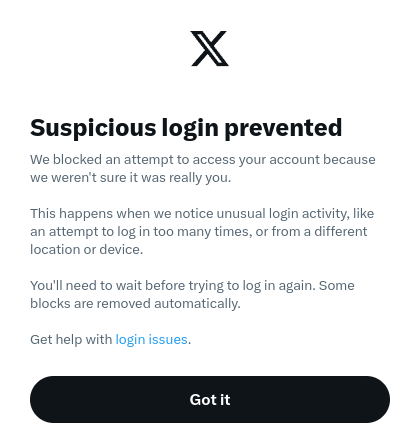 Suspicious login prevented
We blocked an attempt to access your account because
we weren't sure it was really you.
This happens when we notice unusual login activity, like
an attempt to log in too many times, or from a different
location or device.
You'll need to wait before trying to log in again. Some
blocks are removed automatically.
Get help with login issues.
Got it